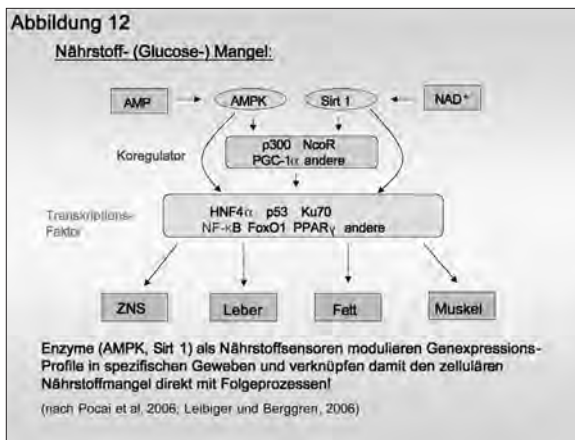 Abbildung 12
Nährstoff- (Glucose-) Mangel:
AMP AMPK Sirt 1 NAD⁺
Koregulator
p300 NcoR
PGC-1α andere
Transkriptions-
Faktor
HNF4α p53 Ku70
NF-κB FoxO1 PPARγ andere
ZNS Leber Fett Muskel
Enzyme (AMPK, Sirt 1) als Nährstoffsensoren modulieren Genexpressions-
Profile in spezifischen Geweben und verknüpfen damit den zellulären
Nährstoffmangel direkt mit Folgeprozessen!
(nach Pocai et al, 2006; Leibiger und Berggren, 2006)